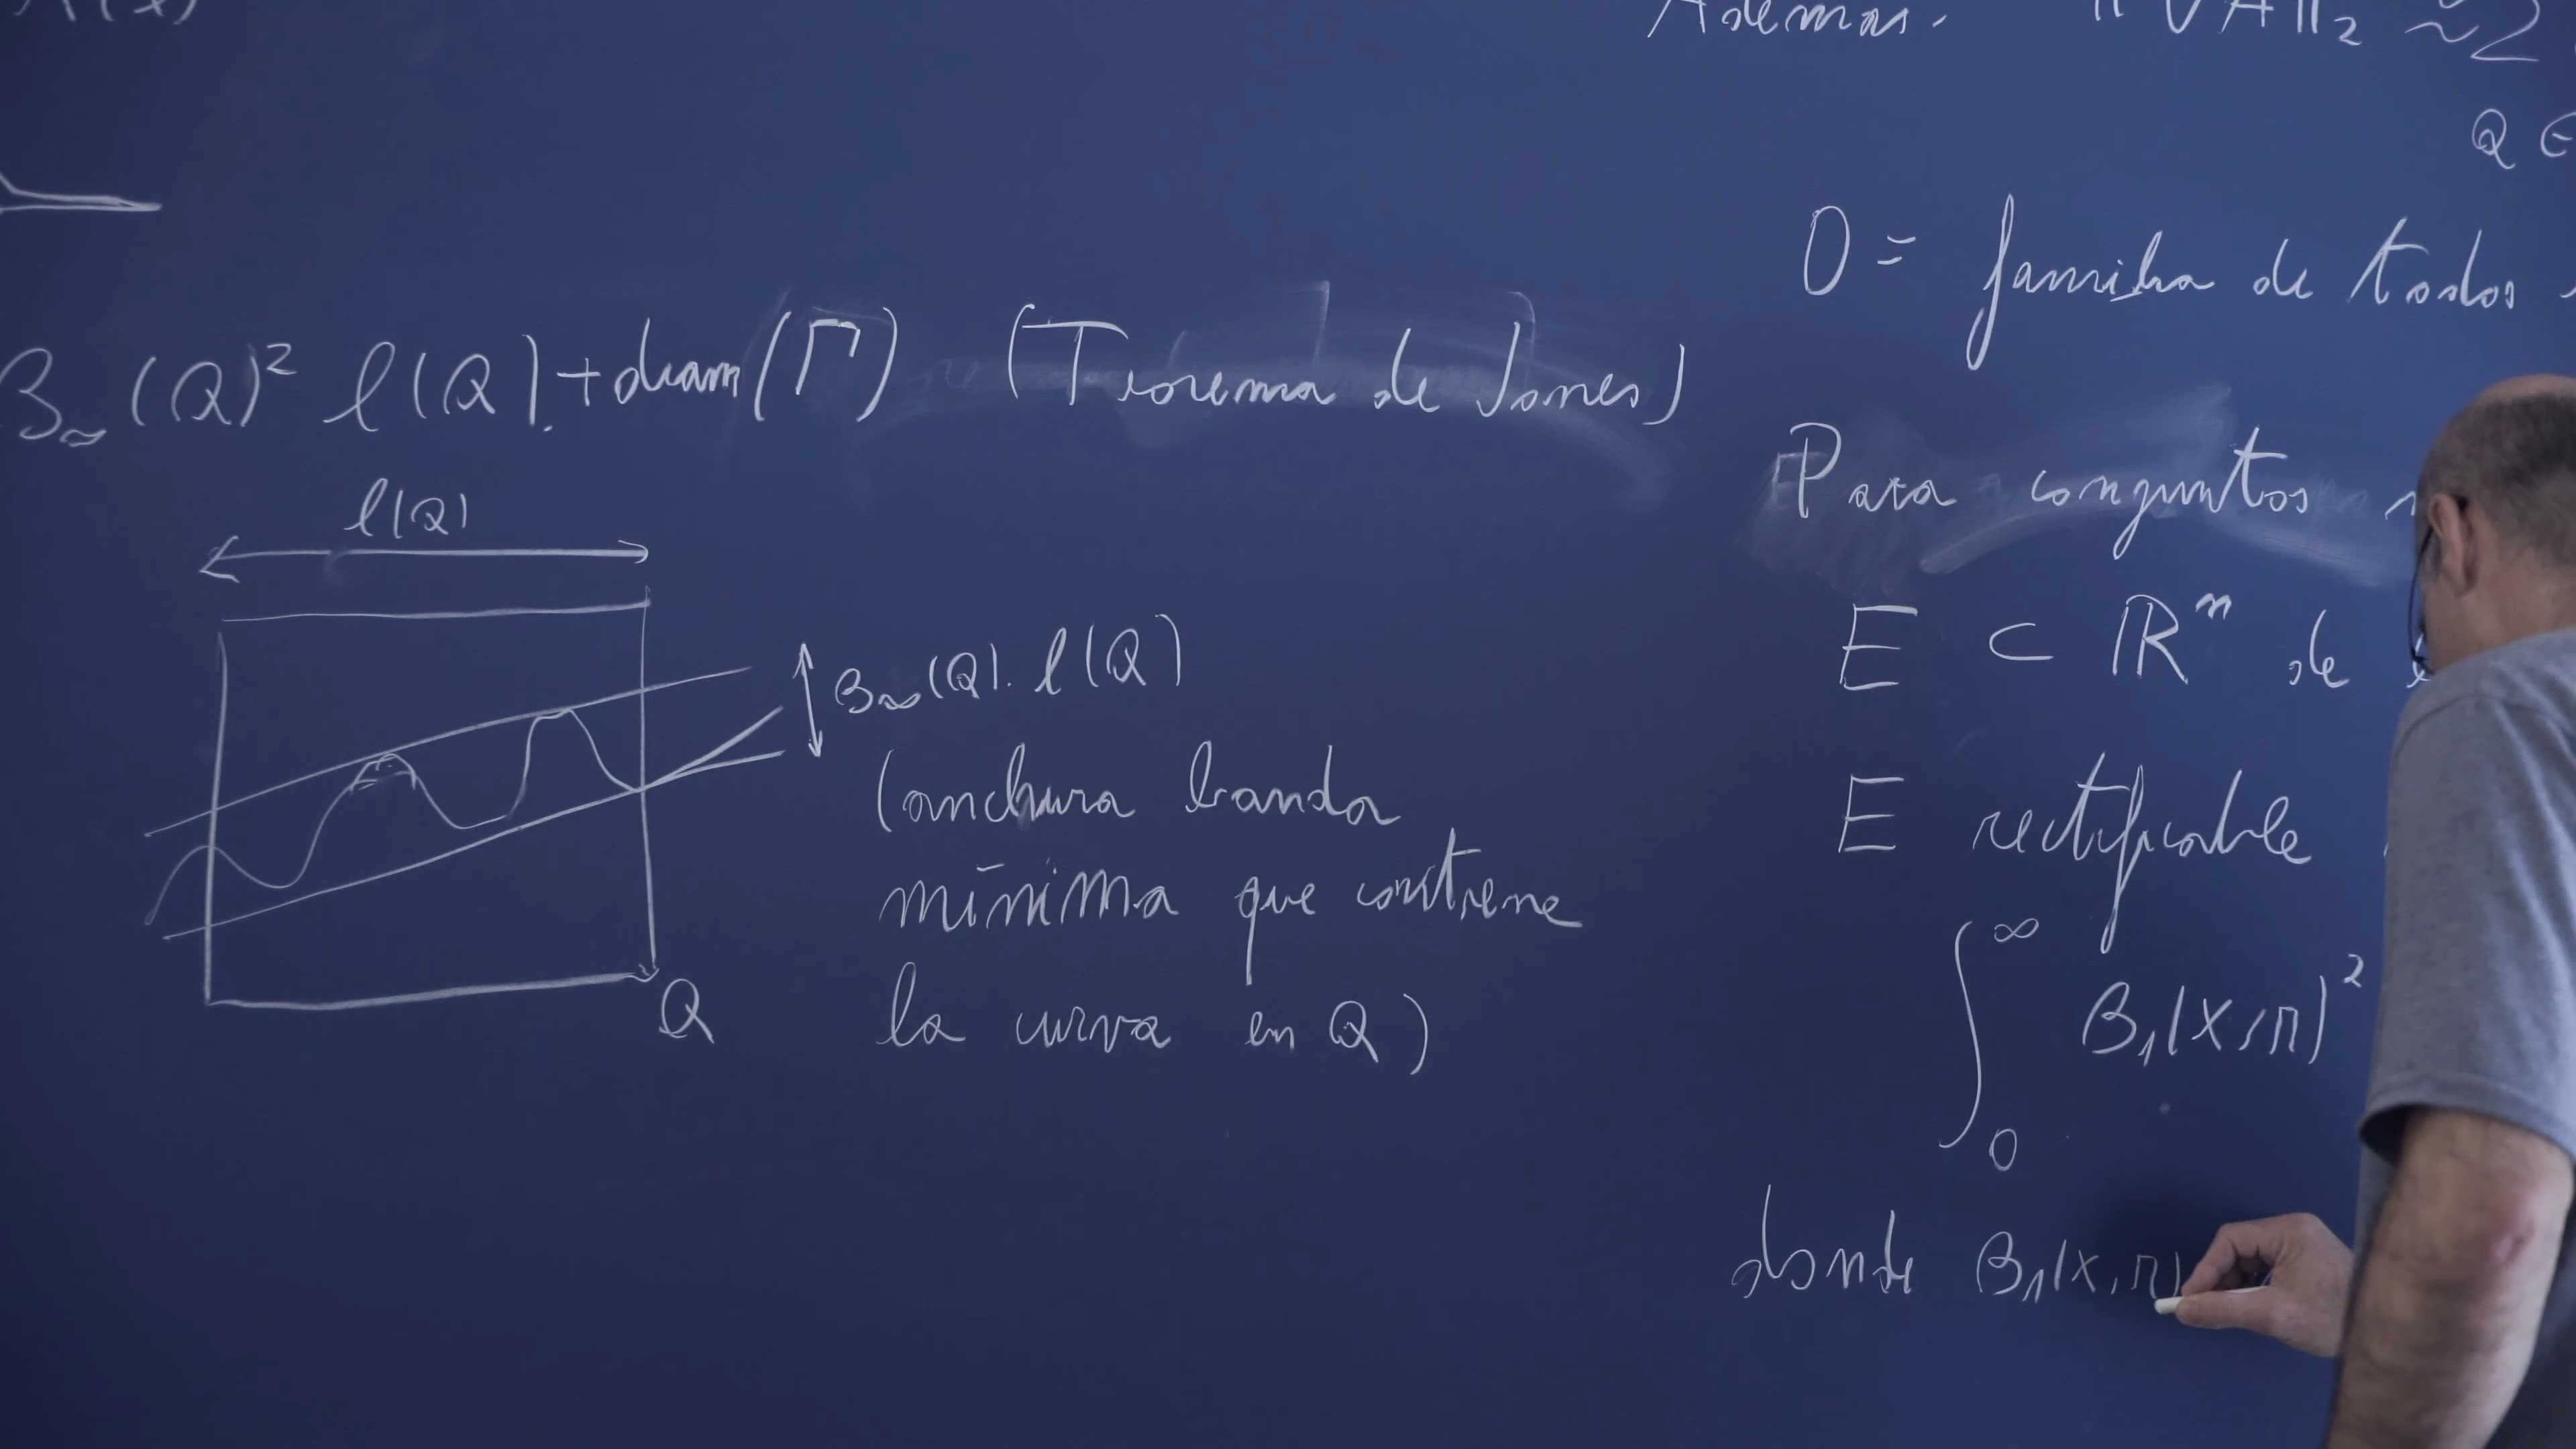 β∞(Q)² l(Q) + diam(Γ) (Teorema de Jones)
l(Q)
β∞(Q). l(Q)
(anchura banda
mínima que contiene
la curva en Q)
Q
Además. ‖∇A‖₂ ≈
Q ∈
D = familia de todos
Para conjuntos
E ⊂ ℝⁿ de
E rectificable
∫₀^∞ β₁(x,r)²
donde β₁(x,r)